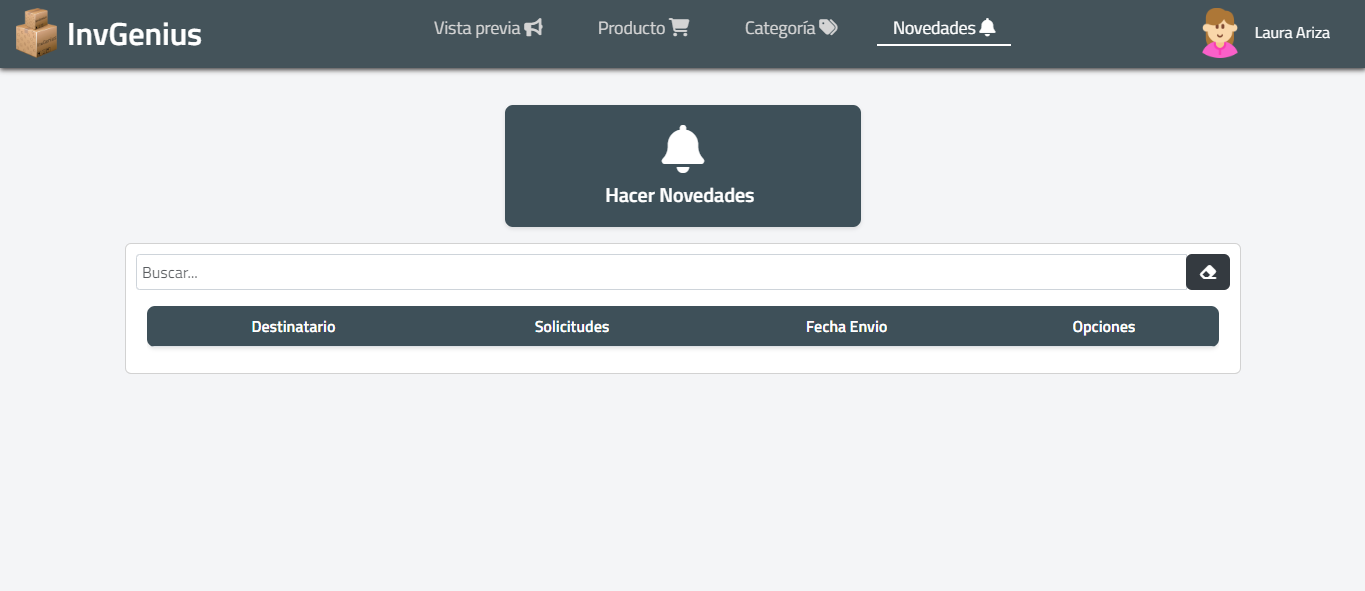 InvGenius
Vista previa
Producto
Categoría
Novedades
Laura Ariza
Hacer Novedades
Buscar...
Destinatario Solicitudes Fecha Envio Opciones